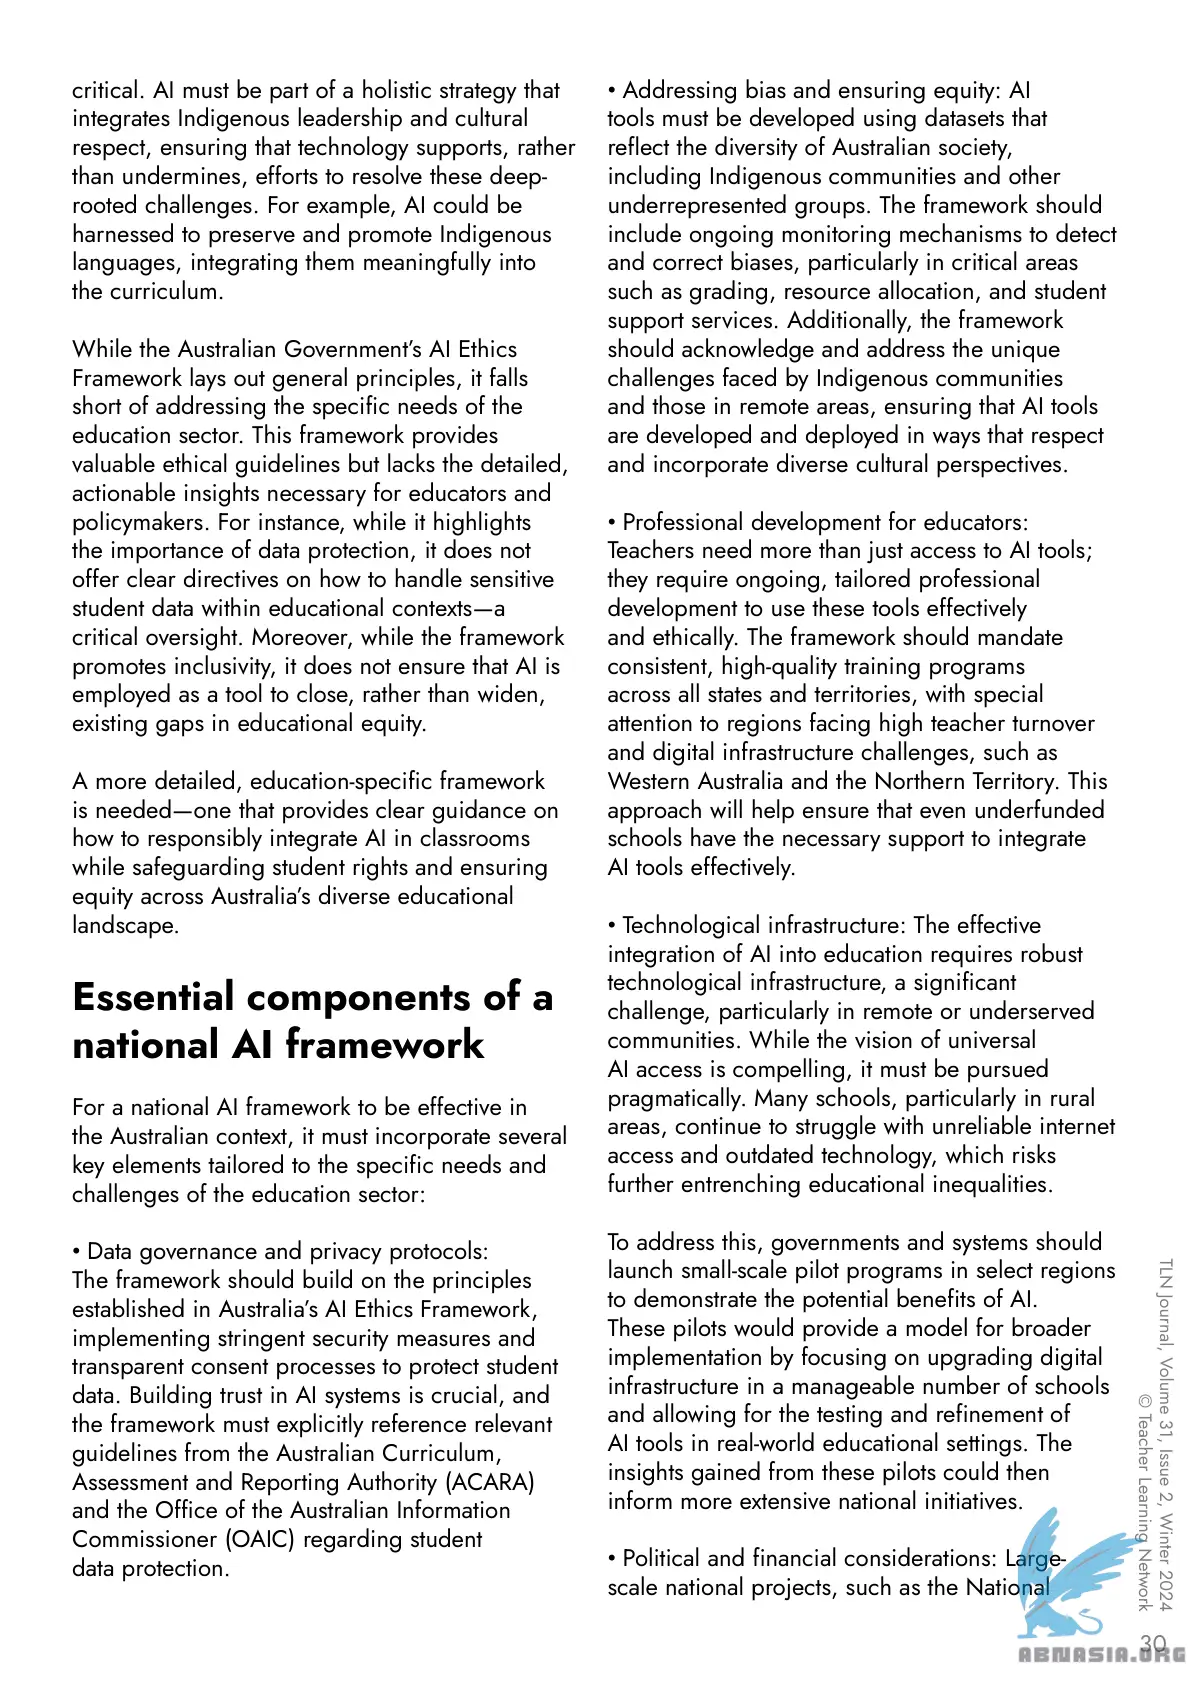 critical. AI must be part of a holistic strategy that
integrates Indigenous leadership and cultural
respect, ensuring that technology supports, rather
than undermines, efforts to resolve these deep-
rooted challenges. For example, AI could be
harnessed to preserve and promote Indigenous
languages, integrating them meaningfully into
the curriculum.
While the Australian Government’s AI Ethics
Framework lays out general principles, it falls
short of addressing the specific needs of the
education sector. This framework provides
valuable ethical guidelines but lacks the detailed,
actionable insights necessary for educators and
policymakers. For instance, while it highlights
the importance of data protection, it does not
offer clear directives on how to handle sensitive
student data within educational contexts—a
critical oversight. Moreover, while the framework
promotes inclusivity, it does not ensure that AI is
employed as a tool to close, rather than widen,
existing gaps in educational equity.
A more detailed, education-specific framework
is needed—one that provides clear guidance on
how to responsibly integrate AI in classrooms
while safeguarding student rights and ensuring
equity across Australia’s diverse educational
landscape.
Essential components of a
national AI framework
For a national AI framework to be effective in
the Australian context, it must incorporate several
key elements tailored to the specific needs and
challenges of the education sector:
• Data governance and privacy protocols:
The framework should build on the principles
established in Australia’s AI Ethics Framework,
implementing stringent security measures and
transparent consent processes to protect student
data. Building trust in AI systems is crucial, and
the framework must explicitly reference relevant
guidelines from the Australian Curriculum,
Assessment and Reporting Authority (ACARA)
and the Office of the Australian Information
Commissioner (OAIC) regarding student
data protection.
• Addressing bias and ensuring equity: AI
tools must be developed using datasets that
reflect the diversity of Australian society,
including Indigenous communities and other
underrepresented groups. The framework should
include ongoing monitoring mechanisms to detect
and correct biases, particularly in critical areas
such as grading, resource allocation, and student
support services. Additionally, the framework
should acknowledge and address the unique
challenges faced by Indigenous communities
and those in remote areas, ensuring that AI tools
are developed and deployed in ways that respect
and incorporate diverse cultural perspectives.
• Professional development for educators:
Teachers need more than just access to AI tools;
they require ongoing, tailored professional
development to use these tools effectively
and ethically. The framework should mandate
consistent, high-quality training programs
across all states and territories, with special
attention to regions facing high teacher turnover
and digital infrastructure challenges, such as
Western Australia and the Northern Territory. This
approach will help ensure that even underfunded
schools have the necessary support to integrate
AI tools effectively.
• Technological infrastructure: The effective
integration of AI into education requires robust
technological infrastructure, a significant
challenge, particularly in remote or underserved
communities. While the vision of universal
AI access is compelling, it must be pursued
pragmatically. Many schools, particularly in rural
areas, continue to struggle with unreliable internet
access and outdated technology, which risks
further entrenching educational inequalities.
To address this, governments and systems should
launch small-scale pilot programs in select regions
to demonstrate the potential benefits of AI.
These pilots would provide a model for broader
implementation by focusing on upgrading digital
infrastructure in a manageable number of schools
and allowing for the testing and refinement of
AI tools in real-world educational settings. The
insights gained from these pilots could then
inform more extensive national initiatives.
• Political and financial considerations: Large-
scale national projects, such as the National
TLN Journal, Volume 31, Issue 2, Winter 2024
© Teacher Learning Network
30
ABNASIA.ORG